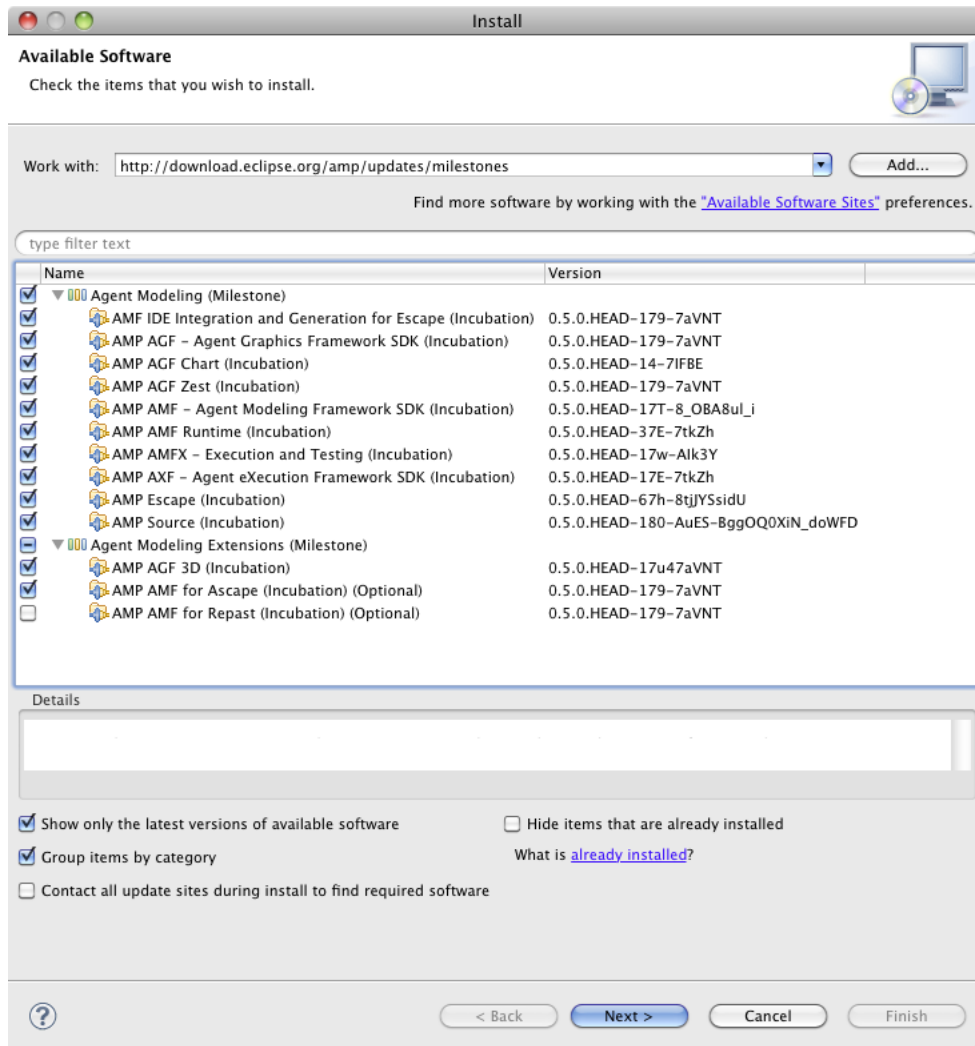 Install
Available Software
Check the items that you wish to install.
Work with: http://download.eclipse.org/amp/updates/milestones Add...
Find more software by working with the "Available Software Sites" preferences.
type filter text
Name Version
Agent Modeling (Milestone)
AMF IDE Integration and Generation for Escape (Incubation) 0.5.0.HEAD-179-7aVNT
AMP AGF - Agent Graphics Framework SDK (Incubation) 0.5.0.HEAD-179-7aVNT
AMP AGF Chart (Incubation) 0.5.0.HEAD-14-7IFBE
AMP AGF Zest (Incubation) 0.5.0.HEAD-179-7aVNT
AMP AMF - Agent Modeling Framework SDK (Incubation) 0.5.0.HEAD-17T-8_OBA8ul_i
AMP AMF Runtime (Incubation) 0.5.0.HEAD-37E-7tkZh
AMP AMFX - Execution and Testing (Incubation) 0.5.0.HEAD-17w-AIk3Y
AMP AXF - Agent eXecution Framework SDK (Incubation) 0.5.0.HEAD-17E-7tkZh
AMP Escape (Incubation) 0.5.0.HEAD-67h-8tjJYSsidU
AMP Source (Incubation) 0.5.0.HEAD-180-AuES-BggOQ0XiN_doWFD
Agent Modeling Extensions (Milestone)
AMP AGF 3D (Incubation) 0.5.0.HEAD-17u47aVNT
AMP AMF for Ascape (Incubation) (Optional) 0.5.0.HEAD-179-7aVNT
AMP AMF for Repast (Incubation) (Optional) 0.5.0.HEAD-179-7aVNT
Details
Show only the latest versions of available software Hide items that are already installed
Group items by category What is already installed?
Contact all update sites during install to find required software
? < Back Next > Cancel Finish